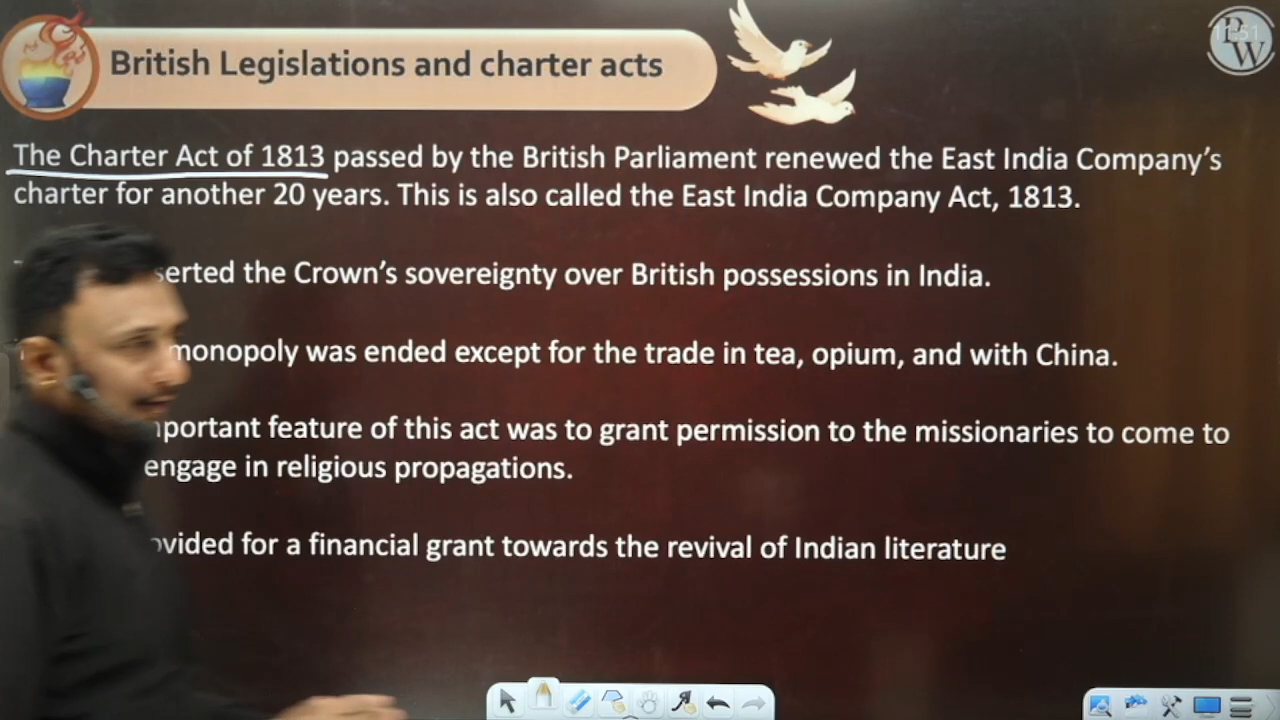 British Legislations and charter acts
PW
The Charter Act of 1813 passed by the British Parliament renewed the East India Company's
charter for another 20 years. This is also called the East India Company Act, 1813.
the Crown's sovereignty over British possessions in India.
monopoly was ended except for the trade in tea, opium, and with China.
feature of this act was to grant permission to the missionaries to come to
engage in religious propagations.
for a financial grant towards the revival of Indian literature